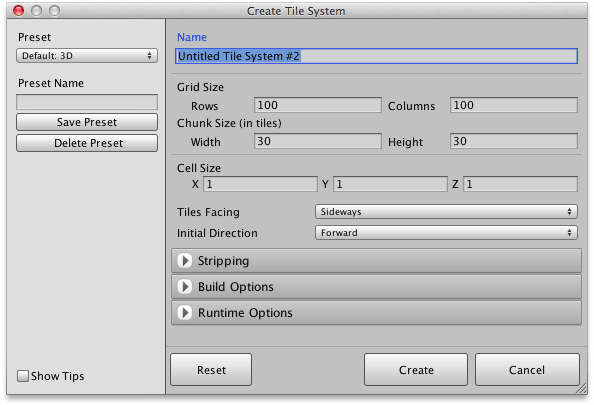 Create Tile System
Preset
Default: 3D
Preset Name
Save Preset
Delete Preset
Show Tips
Name
Untitled Tile System #2
Grid Size
Rows 100 Columns 100
Chunk Size (in tiles)
Width 30 Height 30
Cell Size
X 1 Y 1 Z 1
Tiles Facing Sideways
Initial Direction Forward
Stripping
Build Options
Runtime Options
Reset Create Cancel